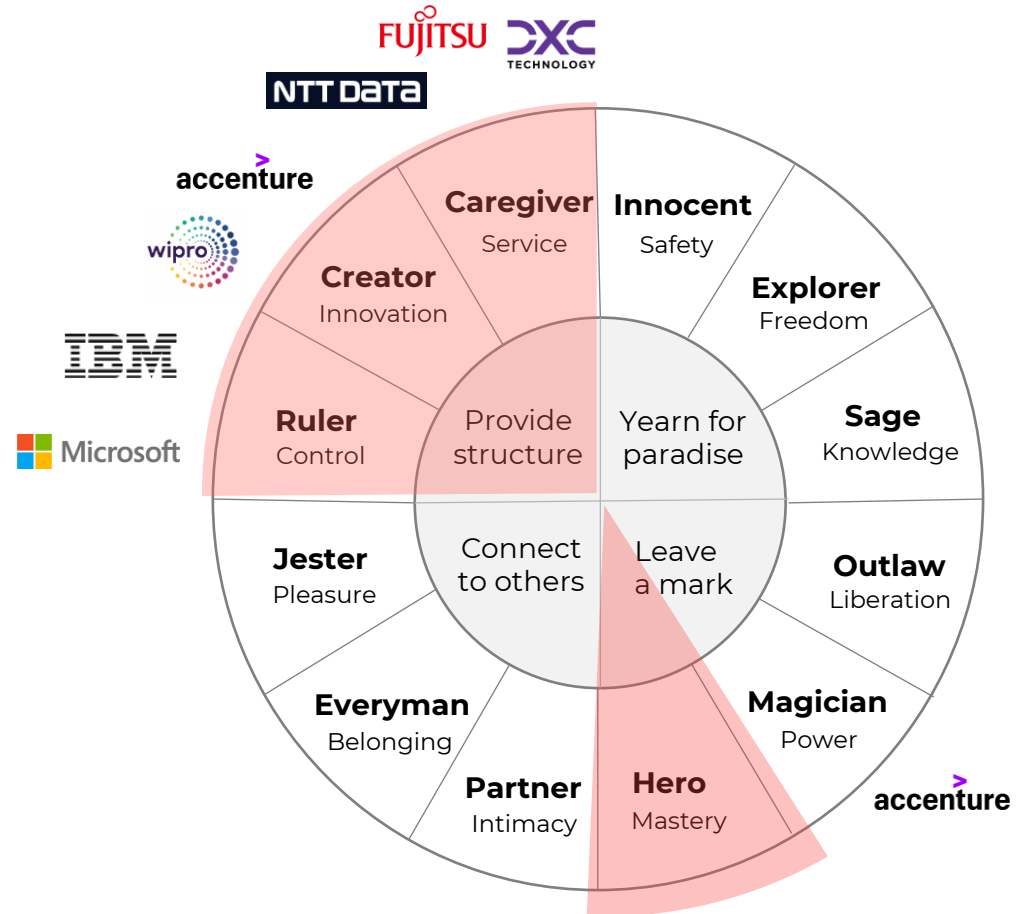 FUJITSU
DXC
TECHNOLOGY
NTT DATA
accenture
wipro
IBM
Microsoft
Caregiver
Service
Innocent
Safety
Creator
Innovation
Explorer
Freedom
Ruler
Control
Provide
structure
Yearn for
paradise
Sage
Knowledge
Jester
Pleasure
Connect
to others
Leave
a mark
Outlaw
Liberation
Everyman
Belonging
Magician
Power
Partner
Intimacy
Hero
Mastery
accenture